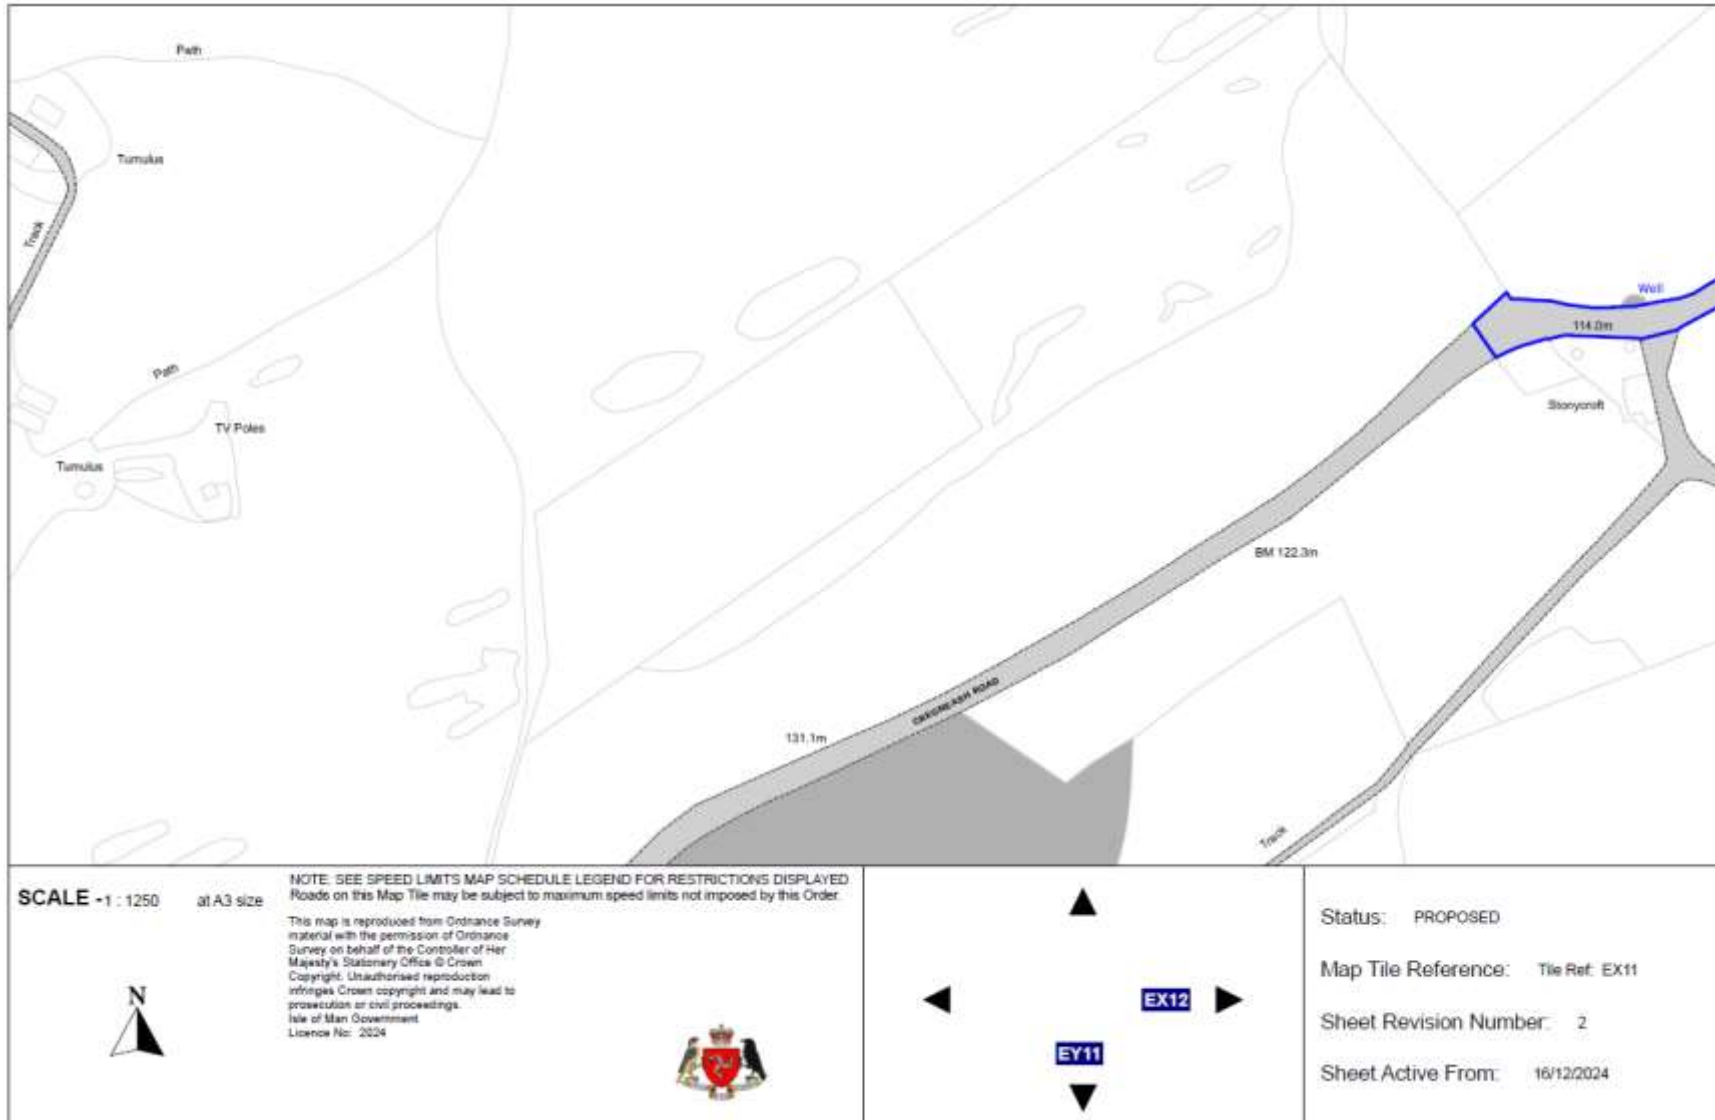 Path
Tumulus
Track
Path
TV Poles
Tumulus
Well
114.0m
Stonycroft
BM 122.3m
CREGNEASH ROAD
131.1m
Track
SCALE - 1 : 1250 at A3 size
NOTE: SEE SPEED LIMITS MAP SCHEDULE LEGEND FOR RESTRICTIONS DISPLAYED
Roads on this Map Tile may be subject to maximum speed limits not imposed by this Order.
This map is reproduced from Ordnance Survey
material with the permission of Ordnance
Survey on behalf of the Controller of Her
Majesty's Stationery Office © Crown
Copyright. Unauthorised reproduction
infringes Crown copyright and may lead to
prosecution or civil proceedings.
Isle of Man Government
Licence No: 2024
N
EX12
EY11
Status: PROPOSED
Map Tile Reference: Tile Ref: EX11
Sheet Revision Number: 2
Sheet Active From: 16/12/2024